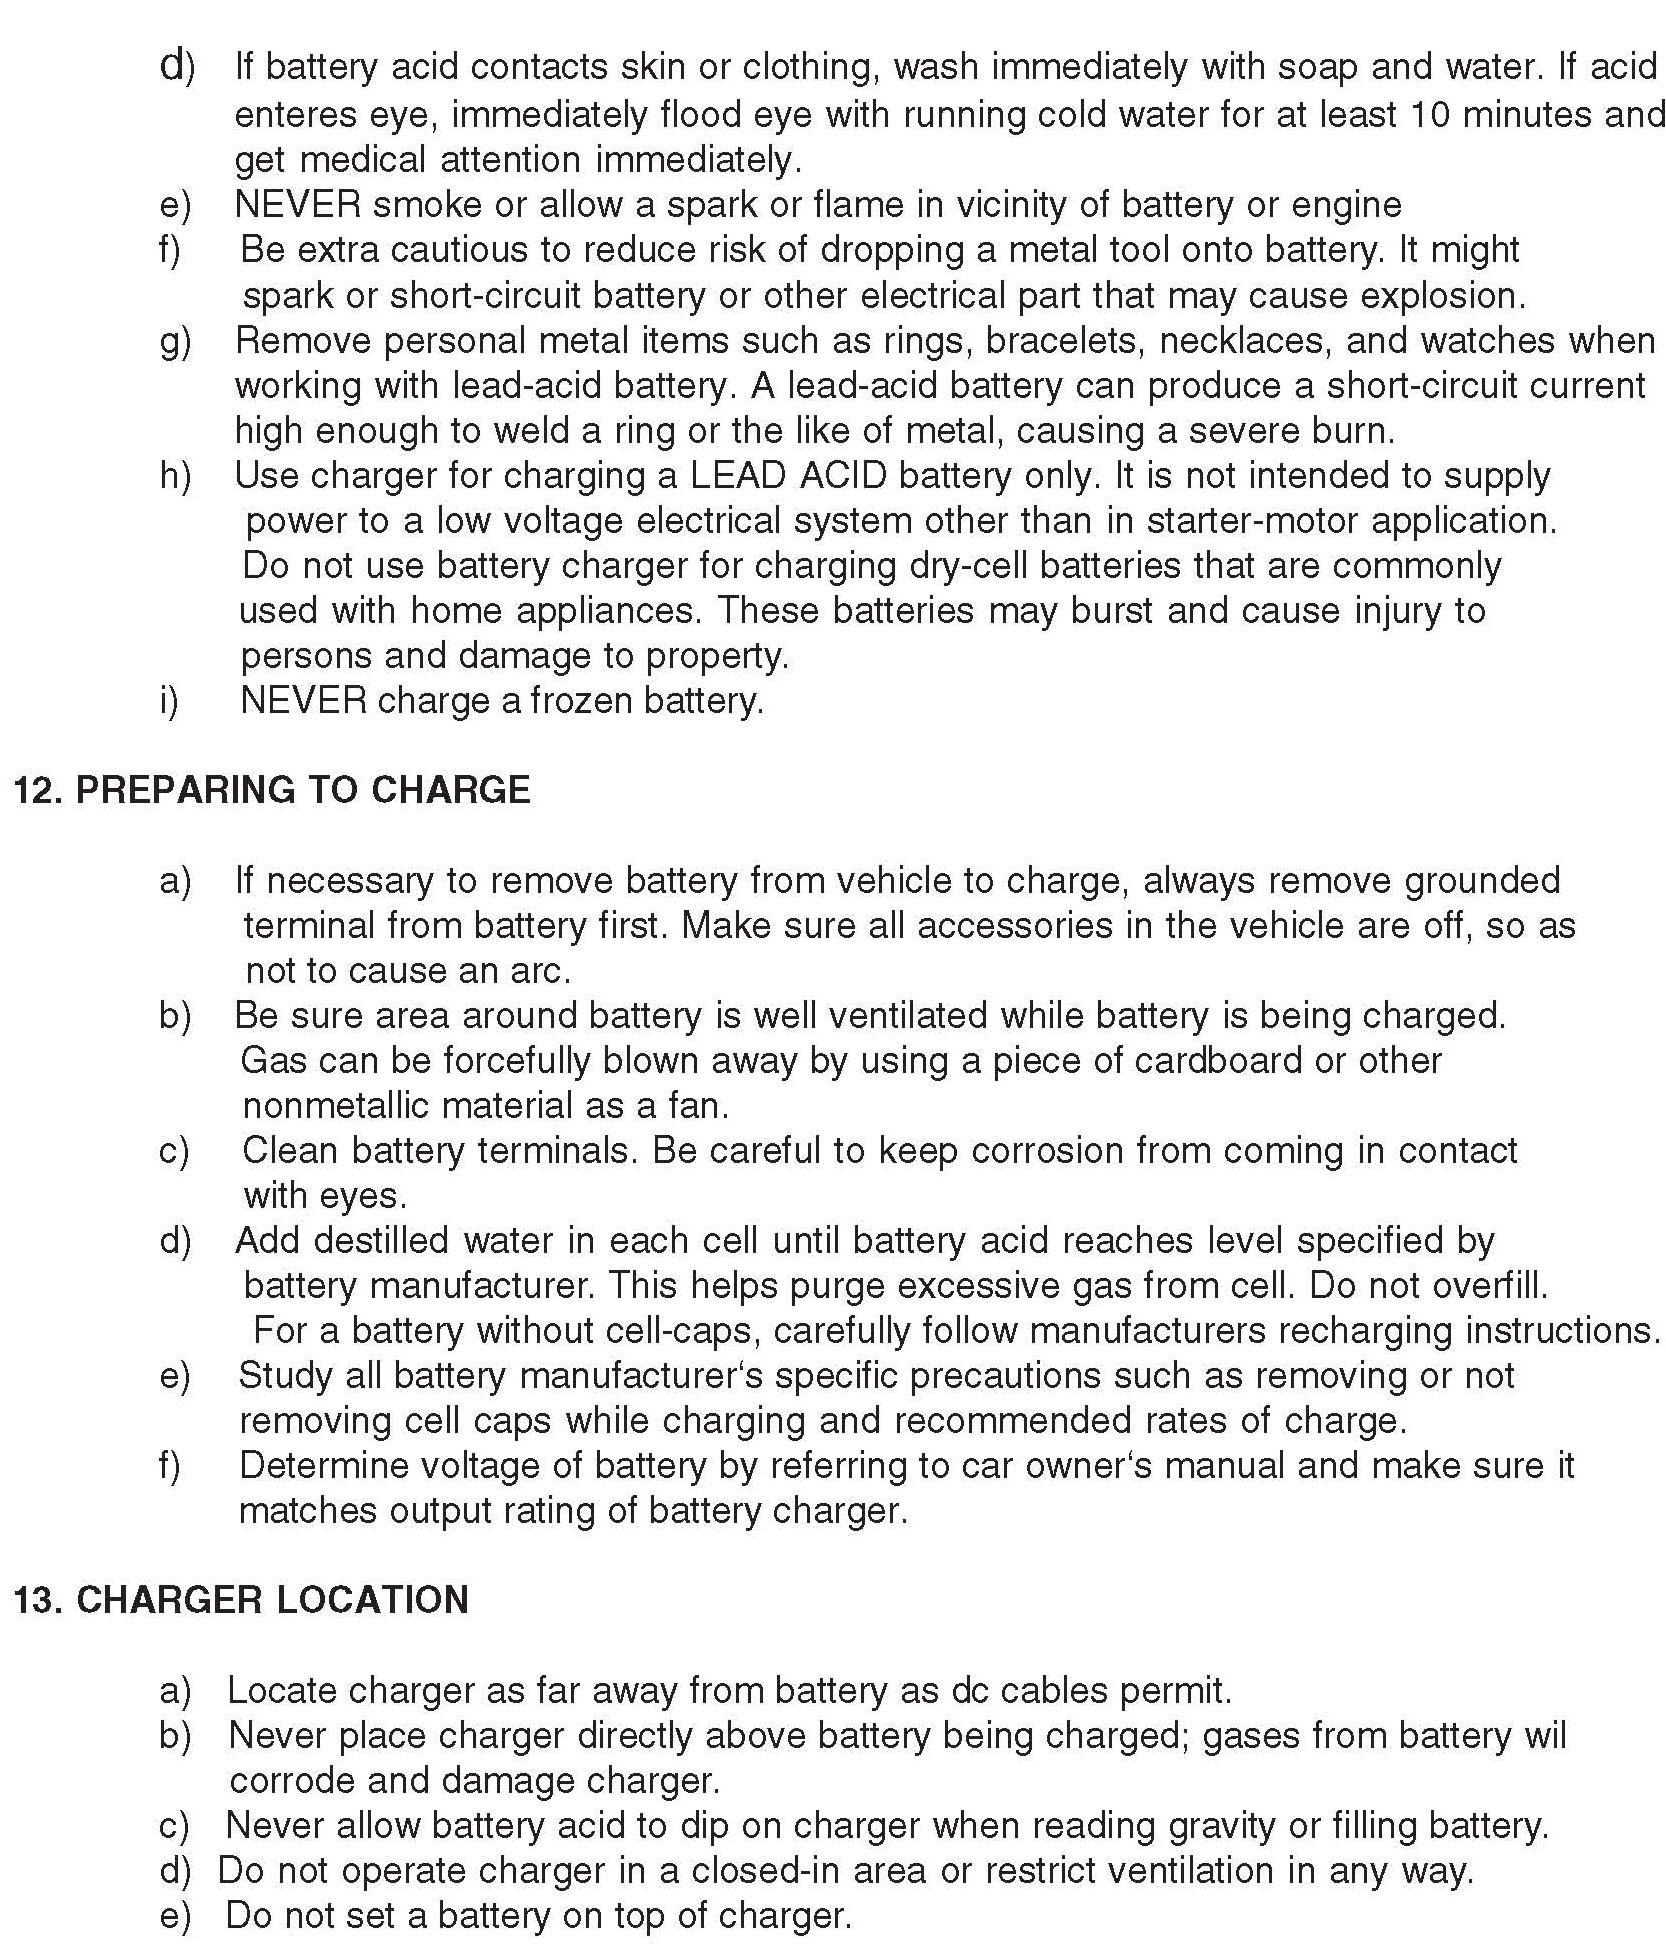 d) If battery acid contacts skin or clothing, wash immediately with soap and water. If acid
enteres eye, immediately flood eye with running cold water for at least 10 minutes and
get medical attention immediately.
e) NEVER smoke or allow a spark or flame in vicinity of battery or engine
f) Be extra cautious to reduce risk of dropping a metal tool onto battery. It might
spark or short-circuit battery or other electrical part that may cause explosion.
g) Remove personal metal items such as rings, bracelets, necklaces, and watches when
working with lead-acid battery. A lead-acid battery can produce a short-circuit current
high enough to weld a ring or the like of metal, causing a severe burn.
h) Use charger for charging a LEAD ACID battery only. It is not intended to supply
power to a low voltage electrical system other than in starter-motor application.
Do not use battery charger for charging dry-cell batteries that are commonly
used with home appliances. These batteries may burst and cause injury to
persons and damage to property.
i) NEVER charge a frozen battery.
12. PREPARING TO CHARGE
a) If necessary to remove battery from vehicle to charge, always remove grounded
terminal from battery first. Make sure all accessories in the vehicle are off, so as
not to cause an arc.
b) Be sure area around battery is well ventilated while battery is being charged.
Gas can be forcefully blown away by using a piece of cardboard or other
nonmetallic material as a fan.
c) Clean battery terminals. Be careful to keep corrosion from coming in contact
with eyes.
d) Add destilled water in each cell until battery acid reaches level specified by
battery manufacturer. This helps purge excessive gas from cell. Do not overfill.
For a battery without cell-caps, carefully follow manufacturers recharging instructions.
e) Study all battery manufacturer‘s specific precautions such as removing or not
removing cell caps while charging and recommended rates of charge.
f) Determine voltage of battery by referring to car owner‘s manual and make sure it
matches output rating of battery charger.
13. CHARGER LOCATION
a) Locate charger as far away from battery as dc cables permit.
b) Never place charger directly above battery being charged; gases from battery wil
corrode and damage charger.
c) Never allow battery acid to dip on charger when reading gravity or filling battery.
d) Do not operate charger in a closed-in area or restrict ventilation in any way.
e) Do not set a battery on top of charger.